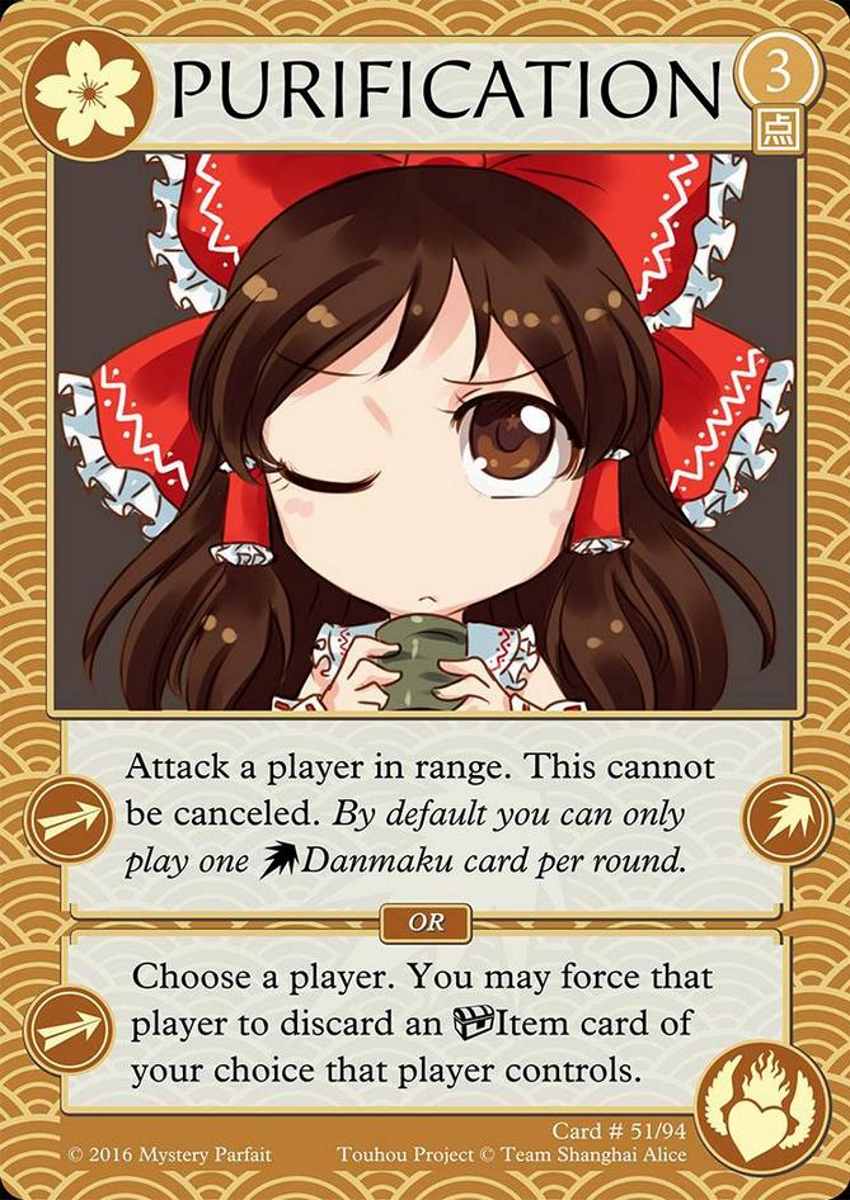 PURIFICATION
3
点
Attack a player in range. This cannot
be canceled. By default you can only
play one Danmaku card per round.
OR
Choose a player. You may force that
player to discard an Item card of
your choice that player controls.
Card # 51/94
© 2016 Mystery Parfait Touhou Project © Team Shanghai Alice